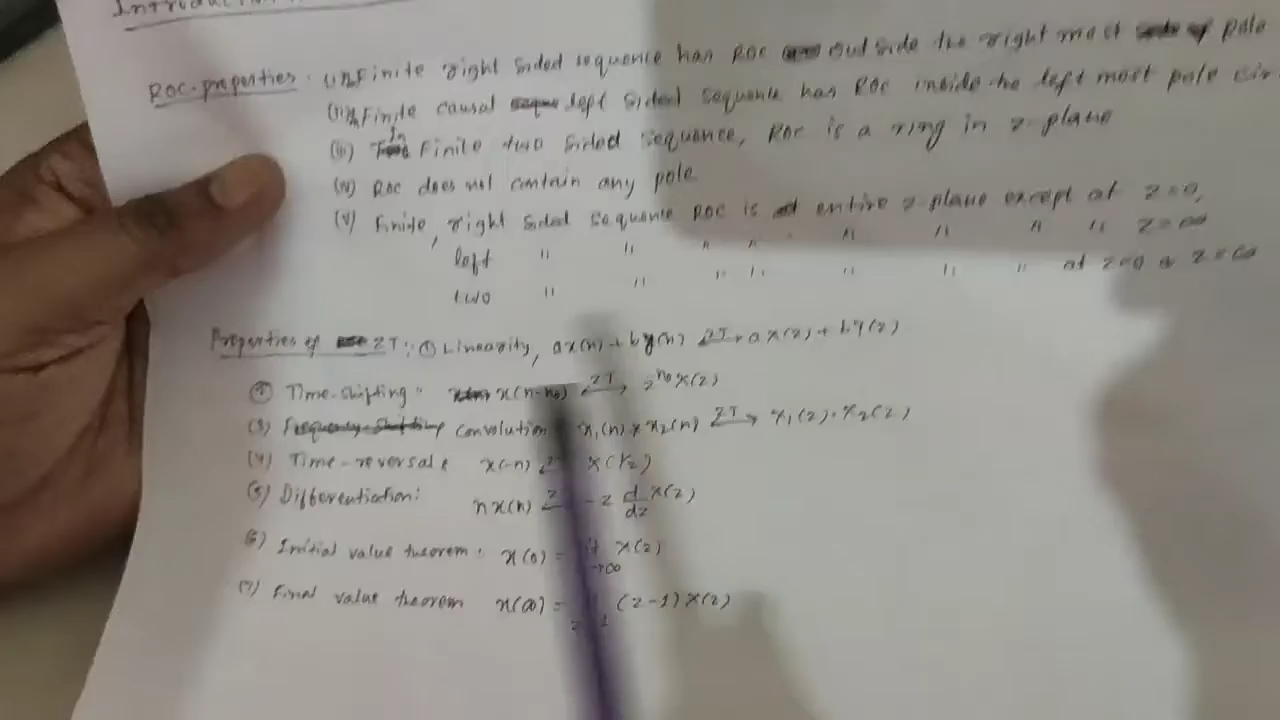 Introduction
ROC-properties. (i) InFinite right sided sequence has ROC outside the right most pole
(ii) InFinite causal left sided sequence has ROC inside the left most pole cir
(iii) InFinite two sided sequence, ROC is a ring in z-plane
(iv) ROC does not contain any pole
(v) Finite, right sided sequence ROC is entire z-plane except at z=0,
left " " " " " " " " z=∞
two " " " " " " " at z=0 & z=∞
Properties of ZT: (1) Linearity, ax(n)+by(n) ZT→ aX(z)+bY(z)
(2) Time-shifting: x(n-n0) ZT→ z^n0 X(z)
(3) convolution x1(n)*x2(n) ZT→ X1(z).X2(z)
(4) Time-reversal: x(-n) X(1/z)
(5) Differentiation: nx(n) -z d/dz X(z)
(6) Initial value theorem: x(0) = →∞ X(z)
(7) Final value theorem x(∞) = (z-1)X(z)